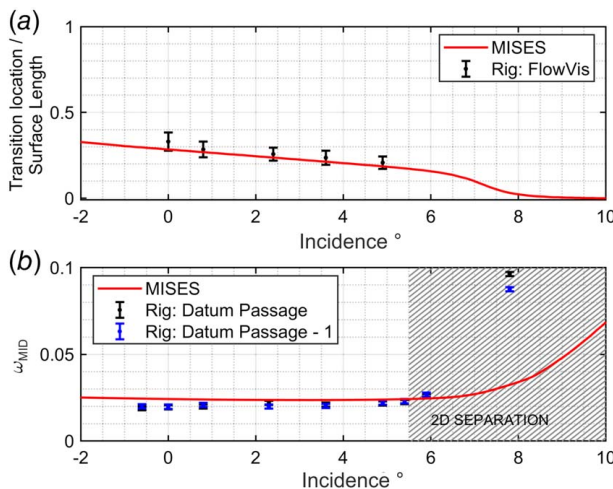 (a)
1
0.5
0
Transition location /
Surface Length
MISES
Rig: FlowVis
-2 0 2 4 6 8 10
Incidence °
(b)
0.1
0.05
0
ωMID
MISES
Rig: Datum Passage
Rig: Datum Passage - 1
2D SEPARATION
-2 0 2 4 6 8 10
Incidence °